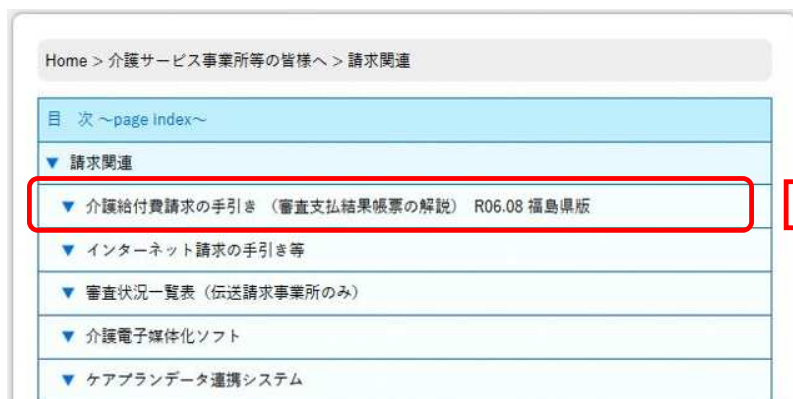 Home > 介護サービス事業所等の皆様へ > 請求関連
目　次 ～page index～
▼ 請求関連
▼ 介護給付費請求の手引き （審査支払結果帳票の解説） R06.08 福島県版
▼ インターネット請求の手引き等
▼ 審査状況一覧表（伝送請求事業所のみ）
▼ 介護電子媒体化ソフト
▼ ケアプランデータ連携システム